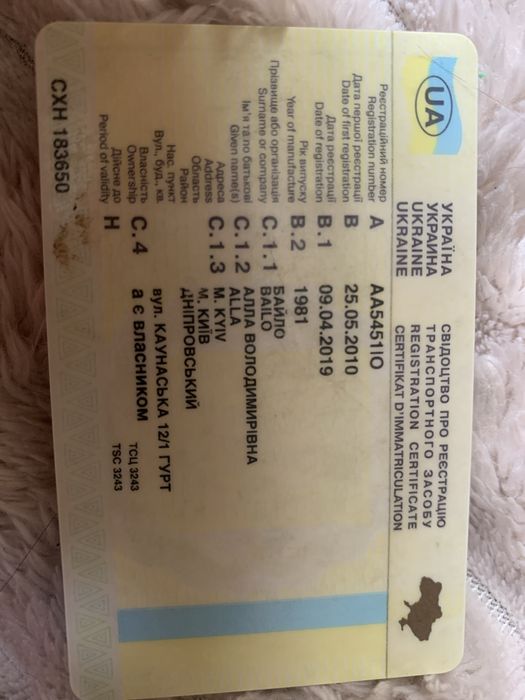 UA
УКРАЇНА
УКРАИНА
UKRAINE
UKRAINE
СВІДОЦТВО ПРО РЕЄСТРАЦІЮ
ТРАНСПОРТНОГО ЗАСОБУ
REGISTRATION CERTIFICATE
CERTIFIKAT D'IMMATRICULATION
Реєстраційний номер
Registration number A AA5451IO
Дата першої реєстрації
Date of first registration B 25.05.2010
Дата реєстрації
Date of registration B.1 09.04.2019
Рік випуску
Year of manufacture B.2 1981
Прізвище або організація C.1.1 БАЙЛО
Surname or company BAILO
Ім'я та по батькові C.1.2 АЛЛА ВОЛОДИМИРІВНА
Given name(s) ALLA
Адреса C.1.3 M. KYIV
Address М. КИЇВ
Область
Район ДНІПРОВСЬКИЙ
Нас. пункт
Вул., буд., кв. вул. КАУНАСЬКА 12/1 ГУРТ
Власність
Ownership C.4 а Є ВЛАСНИКОМ
Дійсне до
Period of validity H
ТСЦ 3243
TSC 3243
СХН 183650